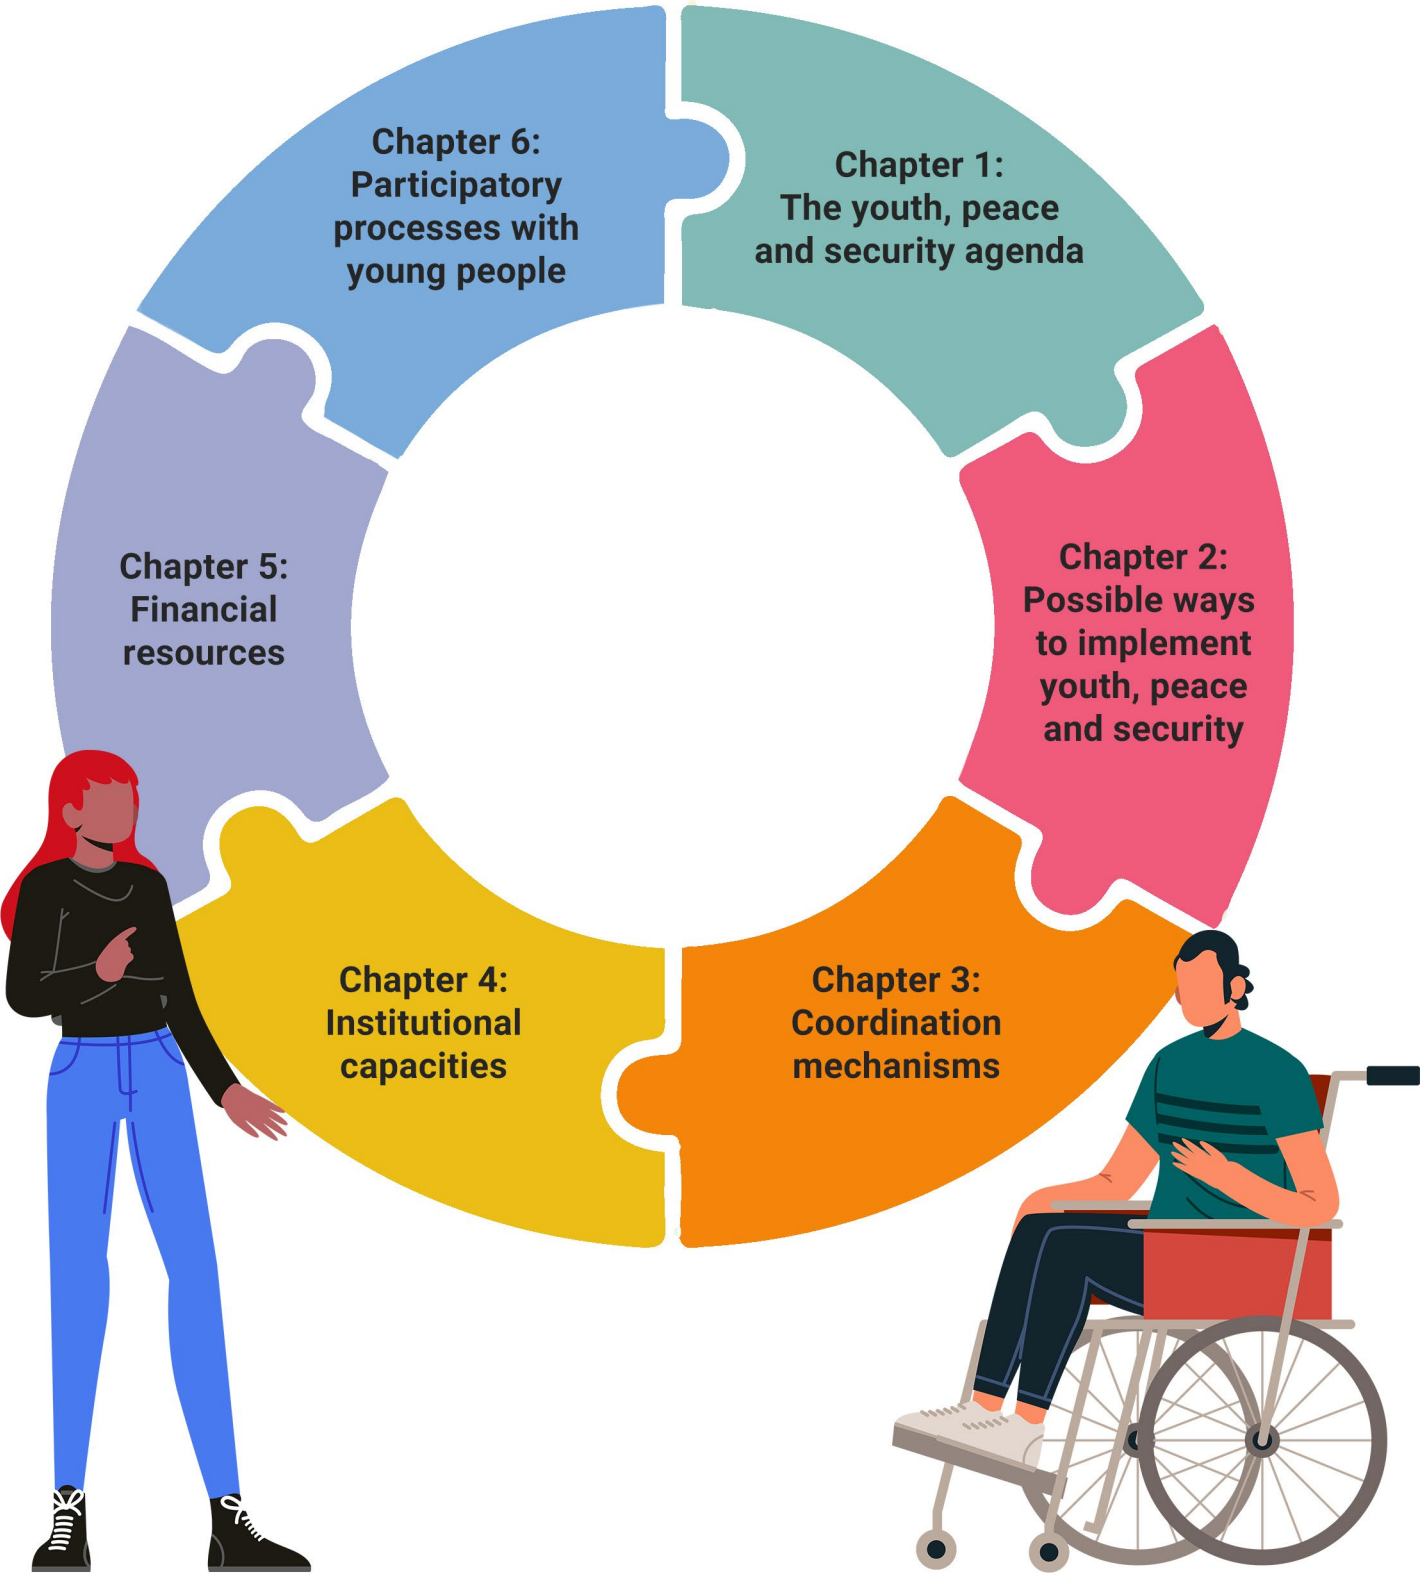 Chapter 6:
Participatory
processes with
young people
Chapter 1:
The youth, peace
and security agenda
Chapter 2:
Possible ways
to implement
youth, peace
and security
Chapter 3:
Coordination
mechanisms
Chapter 4:
Institutional
capacities
Chapter 5:
Financial
resources